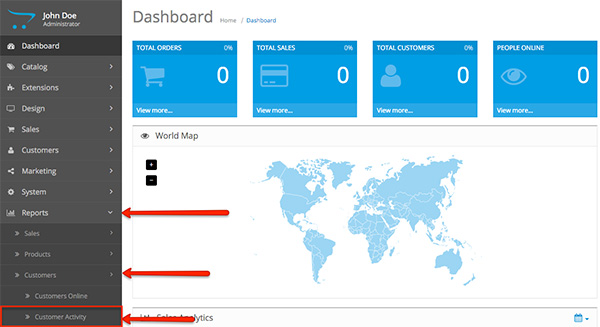 John Doe
Administrator
Dashboard
Catalog
Extensions
Design
Sales
Customers
Marketing
System
Reports
Sales
Products
Customers
Customers Online
Customer Activity
Dashboard
Home / Dashboard
TOTAL ORDERS 0%
0
View more...
TOTAL SALES 0%
0
View more...
TOTAL CUSTOMERS 0%
0
View more...
PEOPLE ONLINE
0
View more...
World Map
+
-
Sales Analytics